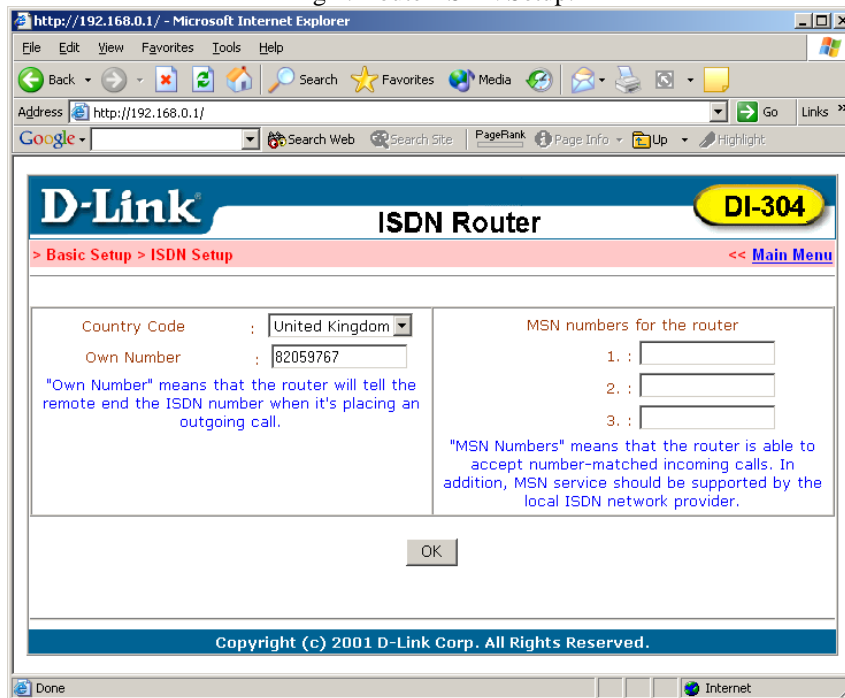 http://192.168.0.1/ - Microsoft Internet Explorer
File Edit View Favorites Tools Help
Back Search Favorites Media
Address http://192.168.0.1/ Go Links »
Google Search Web Search Site PageRank Page Info Up Highlight
D-Link ISDN Router DI-304
> Basic Setup > ISDN Setup << Main Menu
Country Code : United Kingdom
Own Number : 82059767
"Own Number" means that the router will tell the
remote end the ISDN number when it's placing an
outgoing call.
MSN numbers for the router
1. :
2. :
3. :
"MSN Numbers" means that the router is able to
accept number-matched incoming calls. In
addition, MSN service should be supported by the
local ISDN network provider.
OK
Copyright (c) 2001 D-Link Corp. All Rights Reserved.
Done Internet